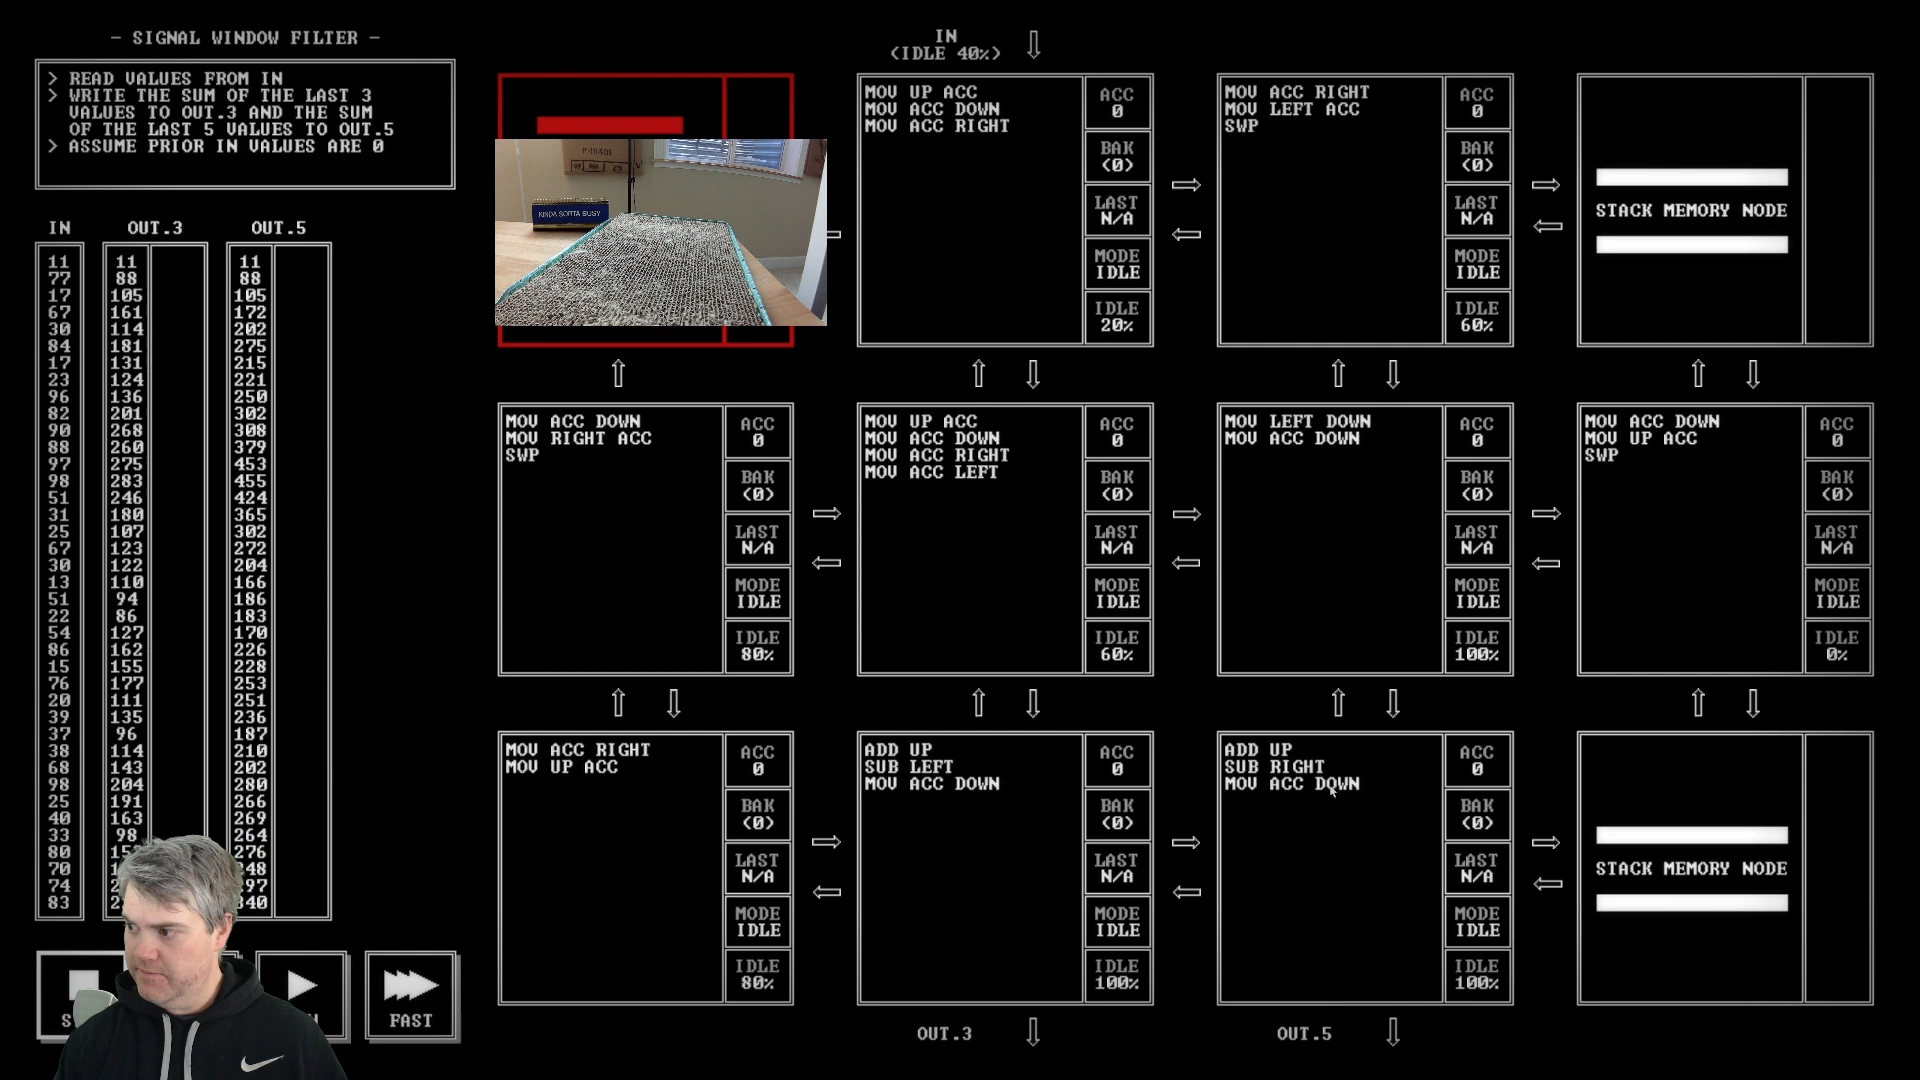 - SIGNAL WINDOW FILTER -
> READ VALUES FROM IN
> WRITE THE SUM OF THE LAST 3
VALUES TO OUT.3 AND THE SUM
OF THE LAST 5 VALUES TO OUT.5
> ASSUME PRIOR IN VALUES ARE 0
IN OUT.3 OUT.5
11 11 11
77 88 88
17 105 105
67 161 172
30 114 202
84 181 275
17 131 215
23 124 221
96 136 250
82 201 302
90 268 308
88 260 379
97 275 453
98 283 455
51 246 424
31 180 365
25 107 302
67 123 272
30 122 204
13 110 166
51 94 186
22 86 183
54 127 170
86 162 226
15 155 228
76 177 253
20 111 251
39 135 236
37 96 187
38 114 210
68 143 202
98 204 280
25 191 266
40 163 269
33 98 264
80 276
70
74
83
FAST
KINDA SORTA BUSY
IN
(IDLE 40%)
MOV UP ACC
MOV ACC DOWN
MOV ACC RIGHT
ACC
0
BAK
(0)
LAST
N/A
MODE
IDLE
IDLE
20%
MOV ACC RIGHT
MOV LEFT ACC
SWP
ACC
0
BAK
(0)
LAST
N/A
MODE
IDLE
IDLE
60%
STACK MEMORY NODE
MOV ACC DOWN
MOV RIGHT ACC
SWP
ACC
0
BAK
(0)
LAST
N/A
MODE
IDLE
IDLE
80%
MOV UP ACC
MOV ACC DOWN
MOV ACC RIGHT
MOV ACC LEFT
ACC
0
BAK
(0)
LAST
N/A
MODE
IDLE
IDLE
60%
MOV LEFT DOWN
MOV ACC DOWN
ACC
0
BAK
(0)
LAST
N/A
MODE
IDLE
IDLE
100%
MOV ACC DOWN
MOV UP ACC
SWP
ACC
0
BAK
(0)
LAST
N/A
MODE
IDLE
IDLE
0%
MOV ACC RIGHT
MOV UP ACC
ACC
0
BAK
(0)
LAST
N/A
MODE
IDLE
IDLE
80%
ADD UP
SUB LEFT
MOV ACC DOWN
ACC
0
BAK
(0)
LAST
N/A
MODE
IDLE
IDLE
100%
ADD UP
SUB RIGHT
MOV ACC DOWN
ACC
0
BAK
(0)
LAST
N/A
MODE
IDLE
IDLE
100%
STACK MEMORY NODE
OUT.3
OUT.5